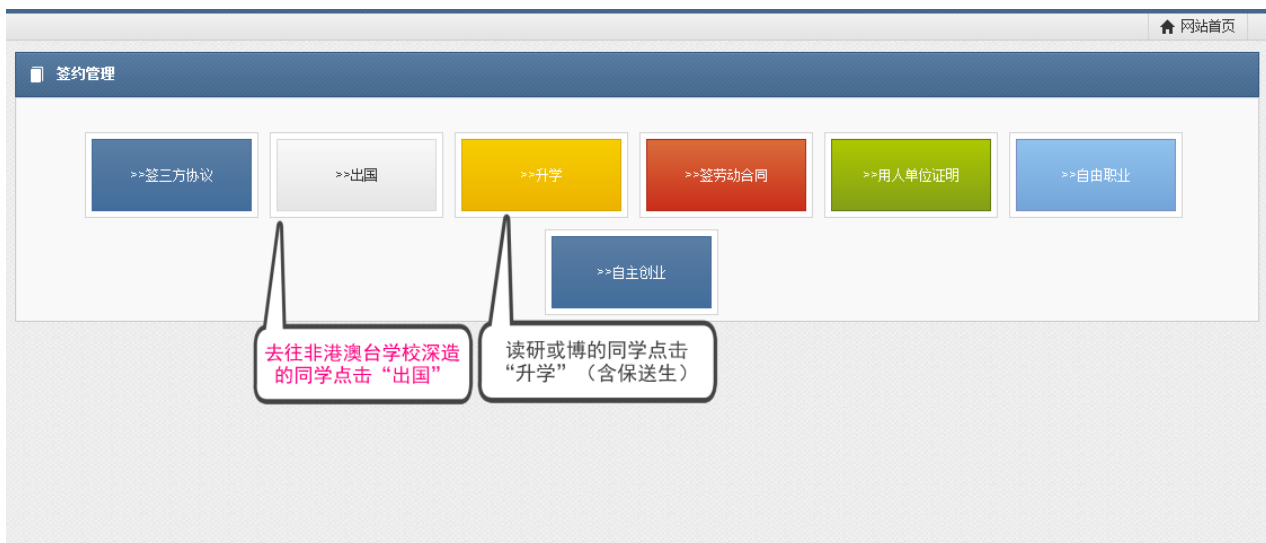 网站首页
签约管理
>>签三方协议
>>出国
>>升学
>>签劳动合同
>>用人单位证明
>>自由职业
>>自主创业
去往非港澳台学校深造
的同学点击“出国”
读研或博的同学点击
“升学”（含保送生）